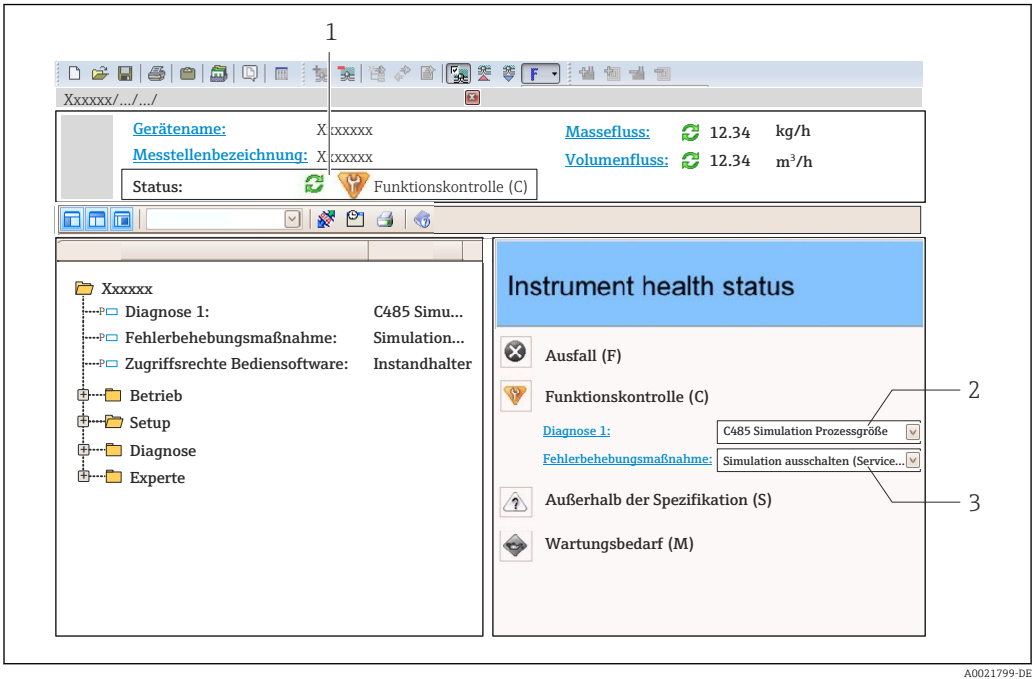 1
F
Xxxxxx/.../.../
Gerätename: Xxxxxxx
Messtellenbezeichnung: Xxxxxxx
Status: Funktionskontrolle (C)
Massefluss: 12.34 kg/h
Volumenfluss: 12.34 m³/h
Xxxxxx
P Diagnose 1: C485 Simu...
P Fehlerbehebungsmaßnahme: Simulation...
P Zugriffsrechte Bediensoftware: Instandhalter
Betrieb
Setup
Diagnose
Experte
Instrument health status
Ausfall (F)
Funktionskontrolle (C)
2
Diagnose 1: C485 Simulation Prozessgröße
Fehlerbehebungsmaßnahme: Simulation ausschalten (Service...
3
Außerhalb der Spezifikation (S)
Wartungsbedarf (M)
A0021799-DE